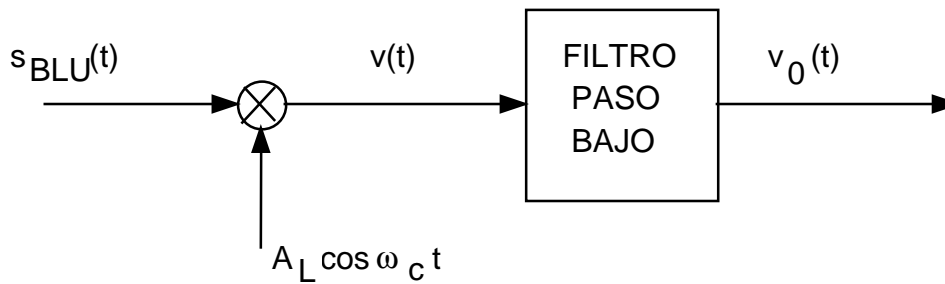 s_BLU(t)
v(t)
FILTRO
PASO
BAJO
v_0(t)
A_L cos ω_c t